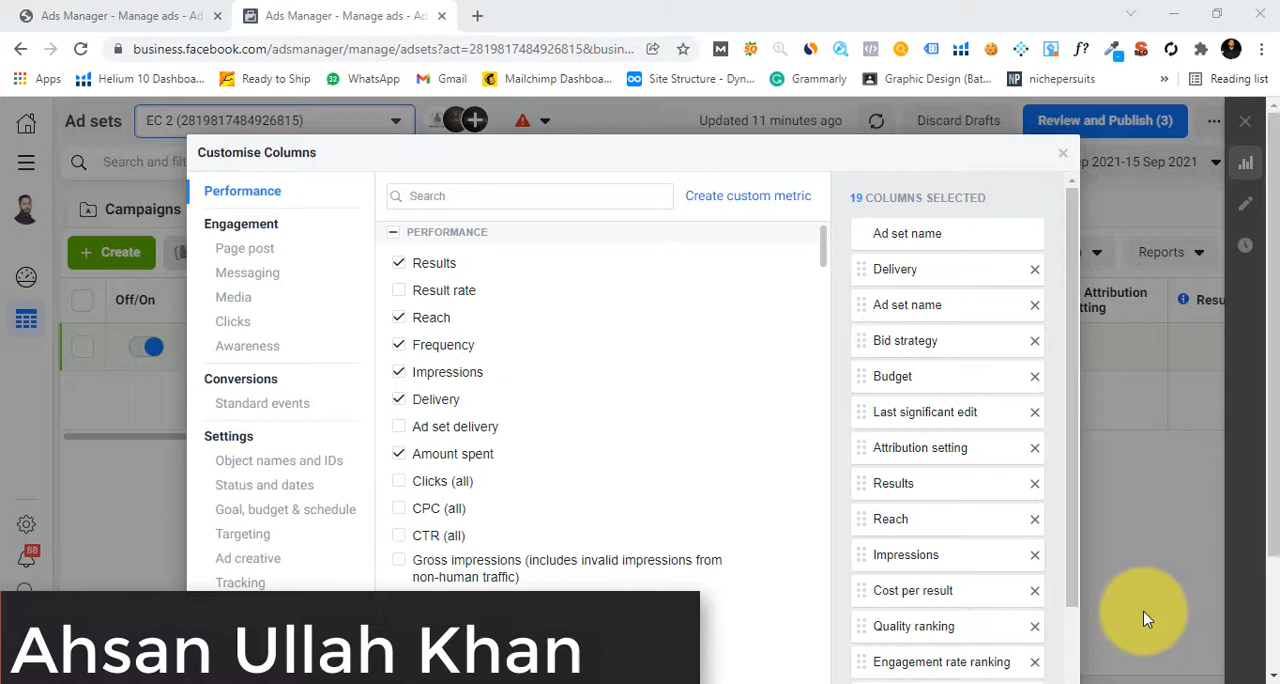 Ads Manager - Manage ads - Ad
Ads Manager - Manage ads - Ad
business.facebook.com/adsmanager/manage/adsets?act=2819817484926815&busin...
Apps
Helium 10 Dashboa...
Ready to Ship
WhatsApp
Gmail
Mailchimp Dashboa...
Site Structure - Dyn...
Grammarly
Graphic Design (Bat...
nichepersuits
Reading list
Ad sets
EC 2 (2819817484926815)
Updated 11 minutes ago
Discard Drafts
Review and Publish (3)
Search and filt
2021-15 Sep 2021
Campaigns
Create
Reports
Off/On
Attribution
Resu
88
Customise Columns
Performance
Engagement
Page post
Messaging
Media
Clicks
Awareness
Conversions
Standard events
Settings
Object names and IDs
Status and dates
Goal, budget & schedule
Targeting
Ad creative
Tracking
Search
Create custom metric
PERFORMANCE
Results
Result rate
Reach
Frequency
Impressions
Delivery
Ad set delivery
Amount spent
Clicks (all)
CPC (all)
CTR (all)
Gross impressions (includes invalid impressions from
non-human traffic)
19 COLUMNS SELECTED
Ad set name
Delivery
Ad set name
Bid strategy
Budget
Last significant edit
Attribution setting
Results
Reach
Impressions
Cost per result
Quality ranking
Engagement rate ranking
Ahsan Ullah Khan